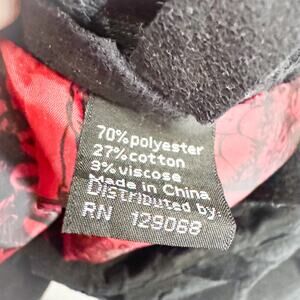 70%polyester
27%cotton
3%viscose
Made in China
Distributed by:
RN 129068